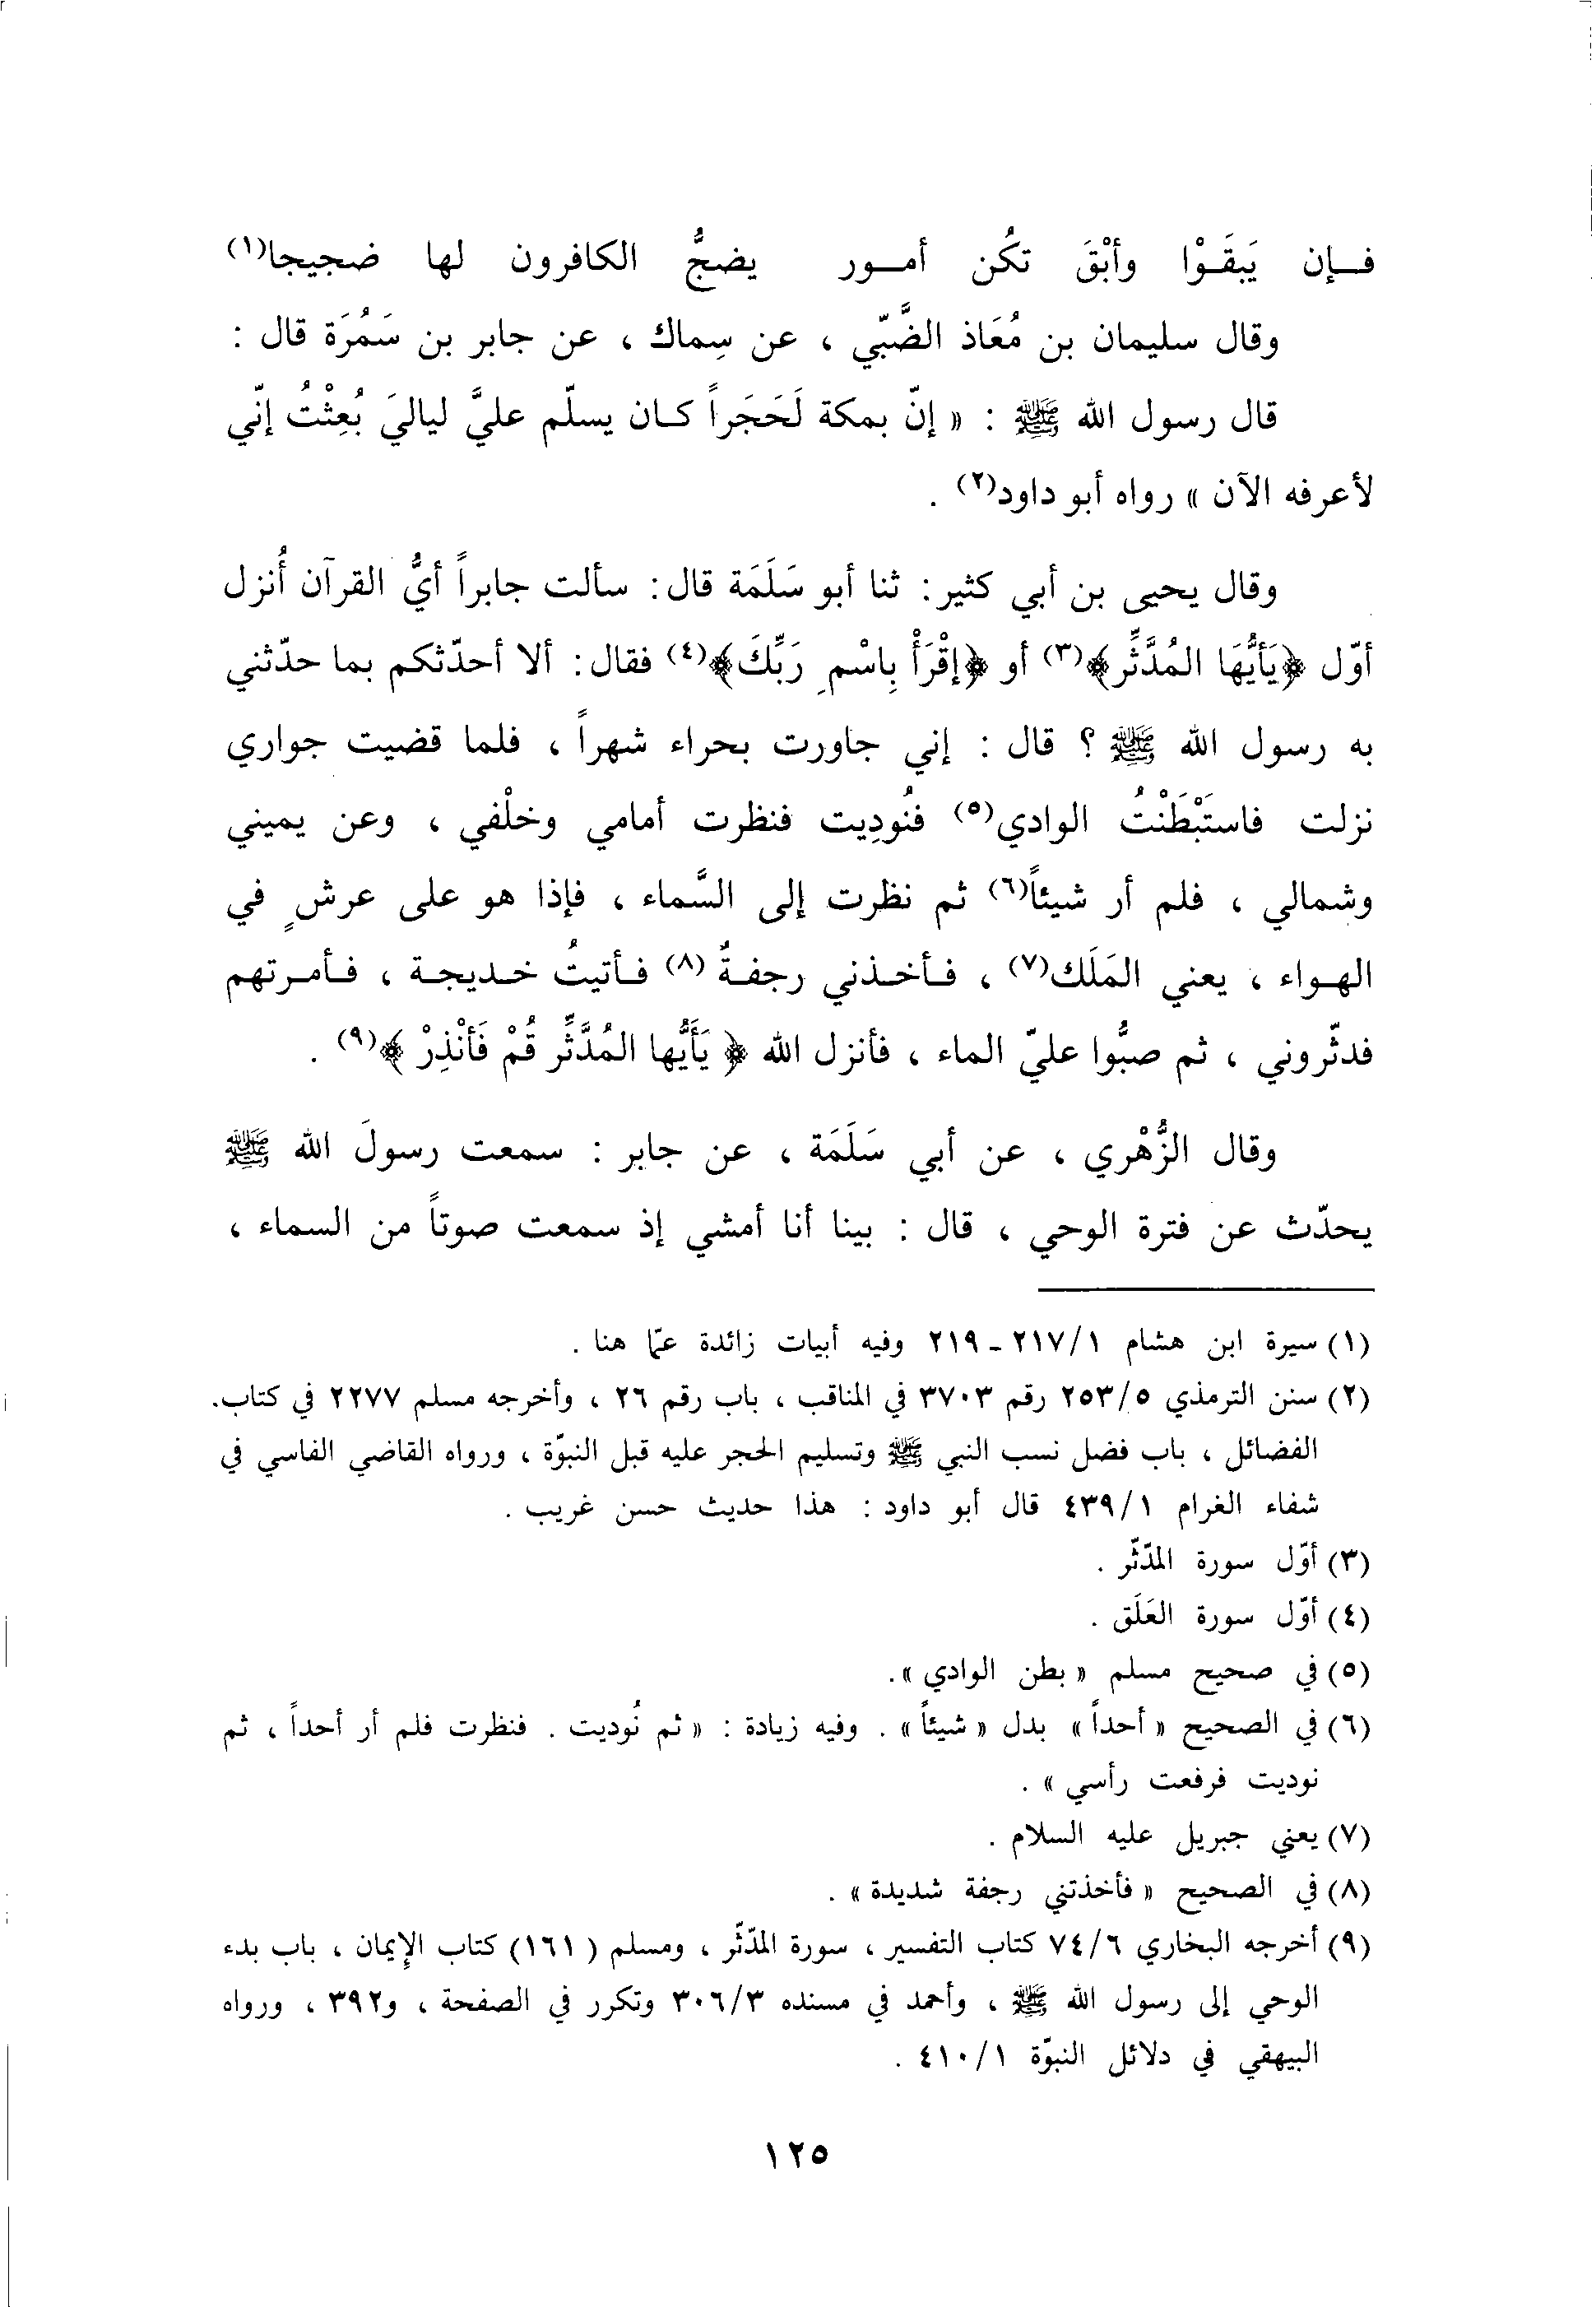 فـإن يَبقَـوْا وأبْقَ تكُن أمـور يضجُّ الكافرون لها ضجيجا(١)
وقال سليمان بن مُعَاذ الضَّبّي ، عن سِماك ، عن جابر بن سَمُرَة قال :
قال رسول الله ﷺ : « إنّ بمكة لَحَجَراً كـان يسلّم عليَّ لياليَ بُعِثْتُ إنّي
لأعرفه الآن » رواه أبو داود(٢) .
وقال يحيى بن أبي كثير: ثنا أبو سَلَمَة قال: سألت جابراً أيُّ القرآن أُنزل
أوّل ﴿يَأيُّهَا المُدَّثِّر﴾(٣) أو ﴿إقْرَأْ بِاسْمِ رَبِّكَ﴾(٤) فقال: ألا أحدّثكم بما حدّثني
به رسول الله ﷺ ؟ قال : إني جاورت بحراء شهراً ، فلما قضيت جواري
نزلت فاستَبْطَنْتُ الوادي(٥) فنُودِيت فنظرت أمامي وخلْفي ، وعن يميني
وشمالي ، فلم أر شيئاً(٦) ثم نظرت إلى السَّماء ، فإذا هو على عرشٍ في
الهـواء ، يعني المَلَك(٧) ، فـأخـذني رجفـةٌ(٨) فـأتيتُ خـديجـة ، فـأمـرتهم
فدثّروني ، ثم صبُّوا عليّ الماء ، فأنزل الله ﴿ يَأَيُّها المُدَّثِّر قُمْ فَأنْذِرْ ﴾(٩) .
وقال الزُّهْري ، عن أبي سَلَمَة ، عن جابر : سمعت رسولَ الله ﷺ
يحدّث عن فترة الوحي ، قال : بينا أنا أمشي إذ سمعت صوتاً من السماء ،
(١) سيرة ابن هشام ١/٢١٧ - ٢١٩ وفيه أبيات زائدة عمّا هنا .
(٢) سنن الترمذي ٥/٢٥٣ رقم ٣٧٠٣ في المناقب ، باب رقم ٢٦ ، وأخرجه مسلم ٢٢٧٧ في كتاب.
الفضائل ، باب فضل نسب النبي ﷺ وتسليم الحجر عليه قبل النبوّة ، ورواه القاضي الفاسي في
شفاء الغرام ١/٤٣٩ قال أبو داود : هذا حديث حسن غريب .
(٣) أوّل سورة المدّثّر .
(٤) أوّل سورة العَلَق .
(٥) في صحيح مسلم « بطن الوادي ».
(٦) في الصحيح « أحداً » بدل « شيئاً » . وفيه زيادة : « ثم نُوديت . فنظرت فلم أر أحداً ، ثم
نوديت فرفعت رأسي » .
(٧) يعني جبريل عليه السلام .
(٨) في الصحيح « فأخذتني رجفة شديدة » .
(٩) أخرجه البخاري ٦/٧٤ كتاب التفسير ، سورة المدّثّر ، ومسلم ( ١٦١) كتاب الإيمان ، باب بدء
الوحي إلى رسول الله ﷺ ، وأحمد في مسنده ٣/٣٠٦ وتكرر في الصفحة ، و٣٩٢ ، ورواه
البيهقي في دلائل النبوّة ١/٤١٠ .
١٢٥